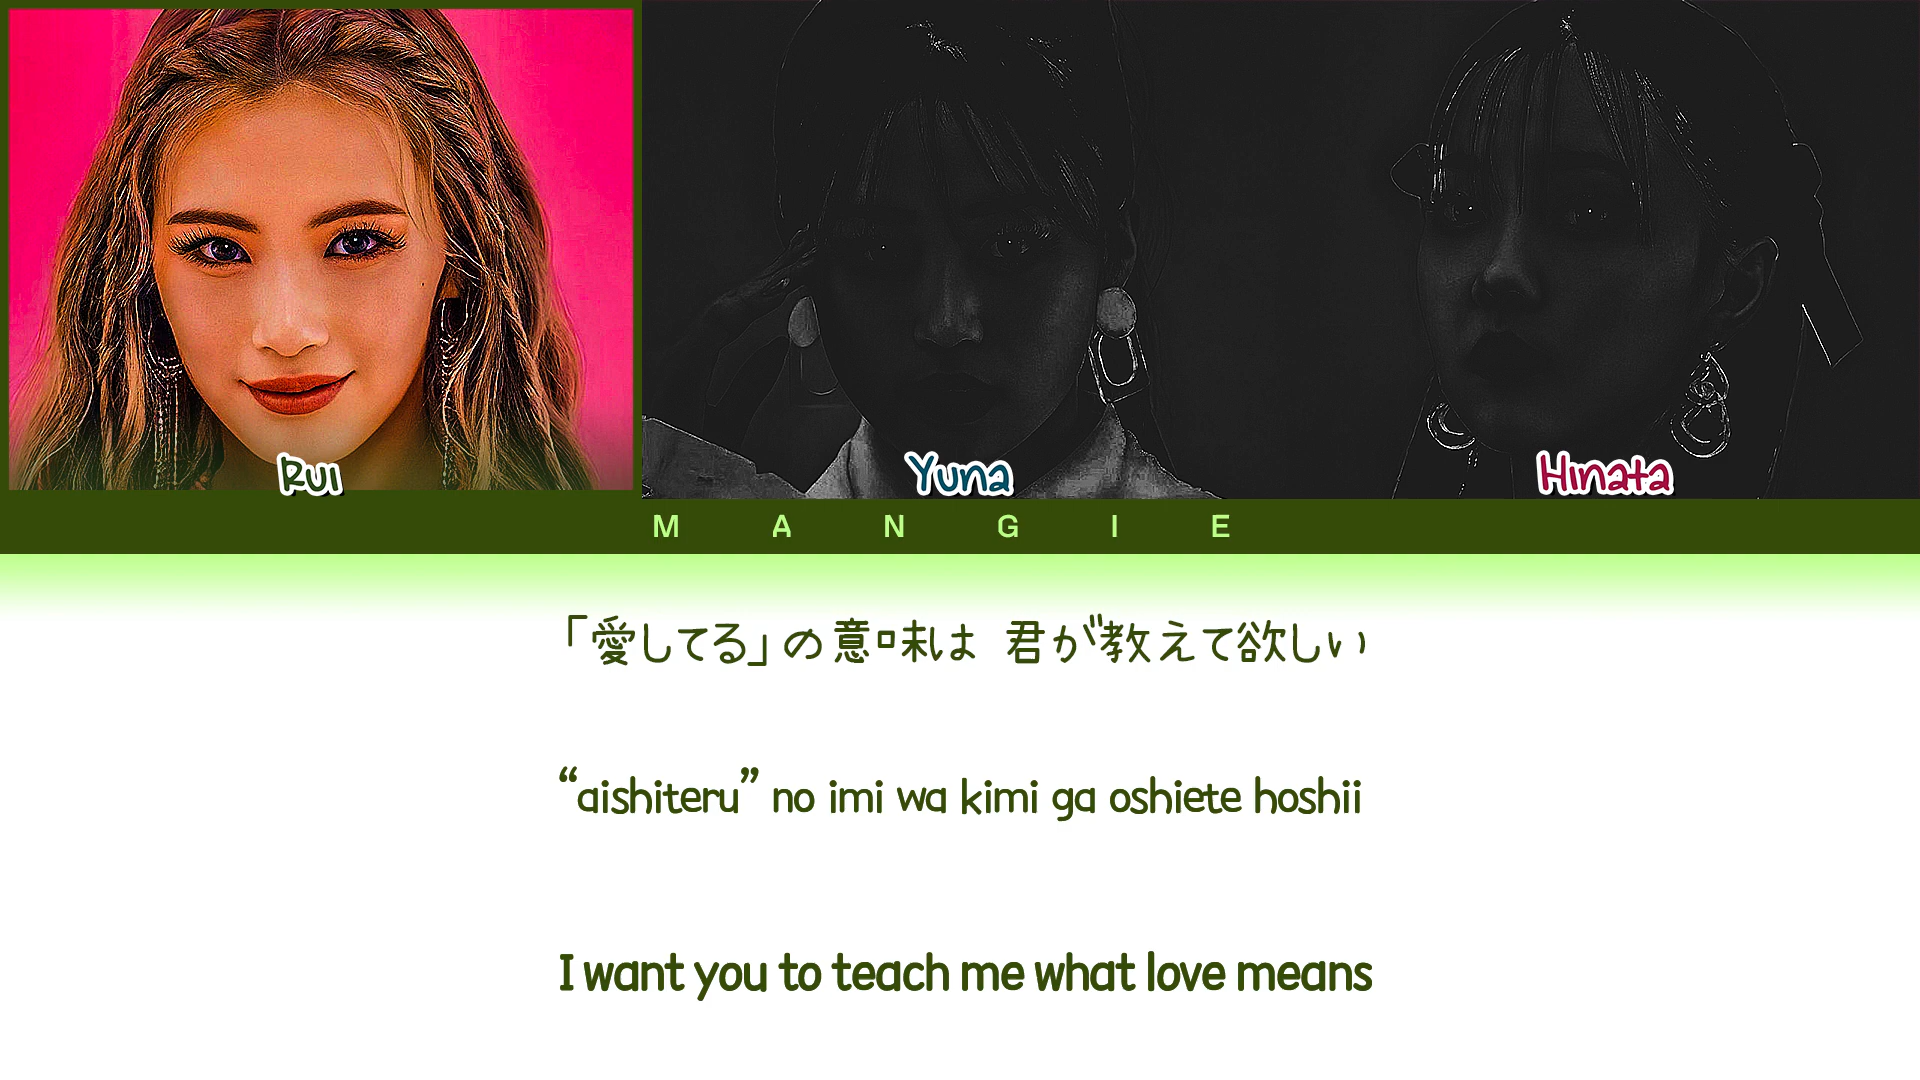 Rui
Yuna
Hinata
MANGIE
「愛してる」の意味は 君が教えて欲しい
“aishiteru” no imi wa kimi ga oshiete hoshii
I want you to teach me what love means